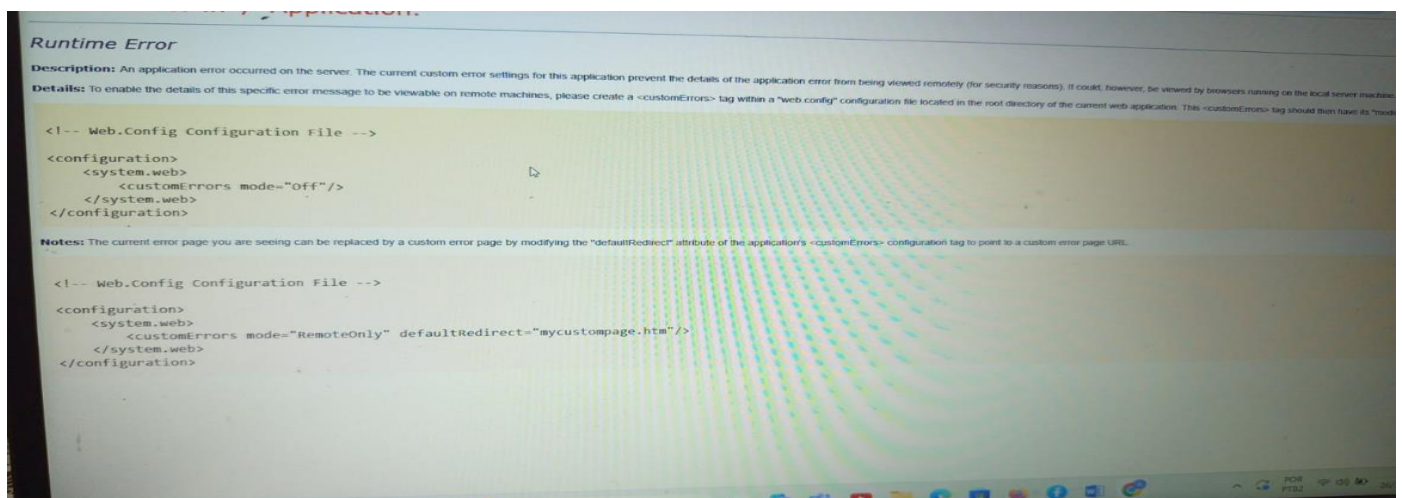 Application.
Runtime Error
Description: An application error occurred on the server. The current custom error settings for this application prevent the details of the application error from being viewed remotely (for security reasons). It could, however, be viewed by browsers running on the local server machine.
Details: To enable the details of this specific error message to be viewable on remote machines, please create a <customErrors> tag within a "web.config" configuration file located in the root directory of the current web application. This <customErrors> tag should then have its
<!-- Web.Config Configuration File -->
<configuration>
<system.web>
<customErrors mode="Off"/>
</system.web>
</configuration>
Notes: The current error page you are seeing can be replaced by a custom error page by modifying the "defaultRedirect" attribute of the application's <customErrors> configuration tag to point to a custom error page URL.
<!-- Web.Config Configuration File -->
<configuration>
<system.web>
<customErrors mode="RemoteOnly" defaultRedirect="mycustompage.htm"/>
</system.web>
</configuration>
POR
PTB2